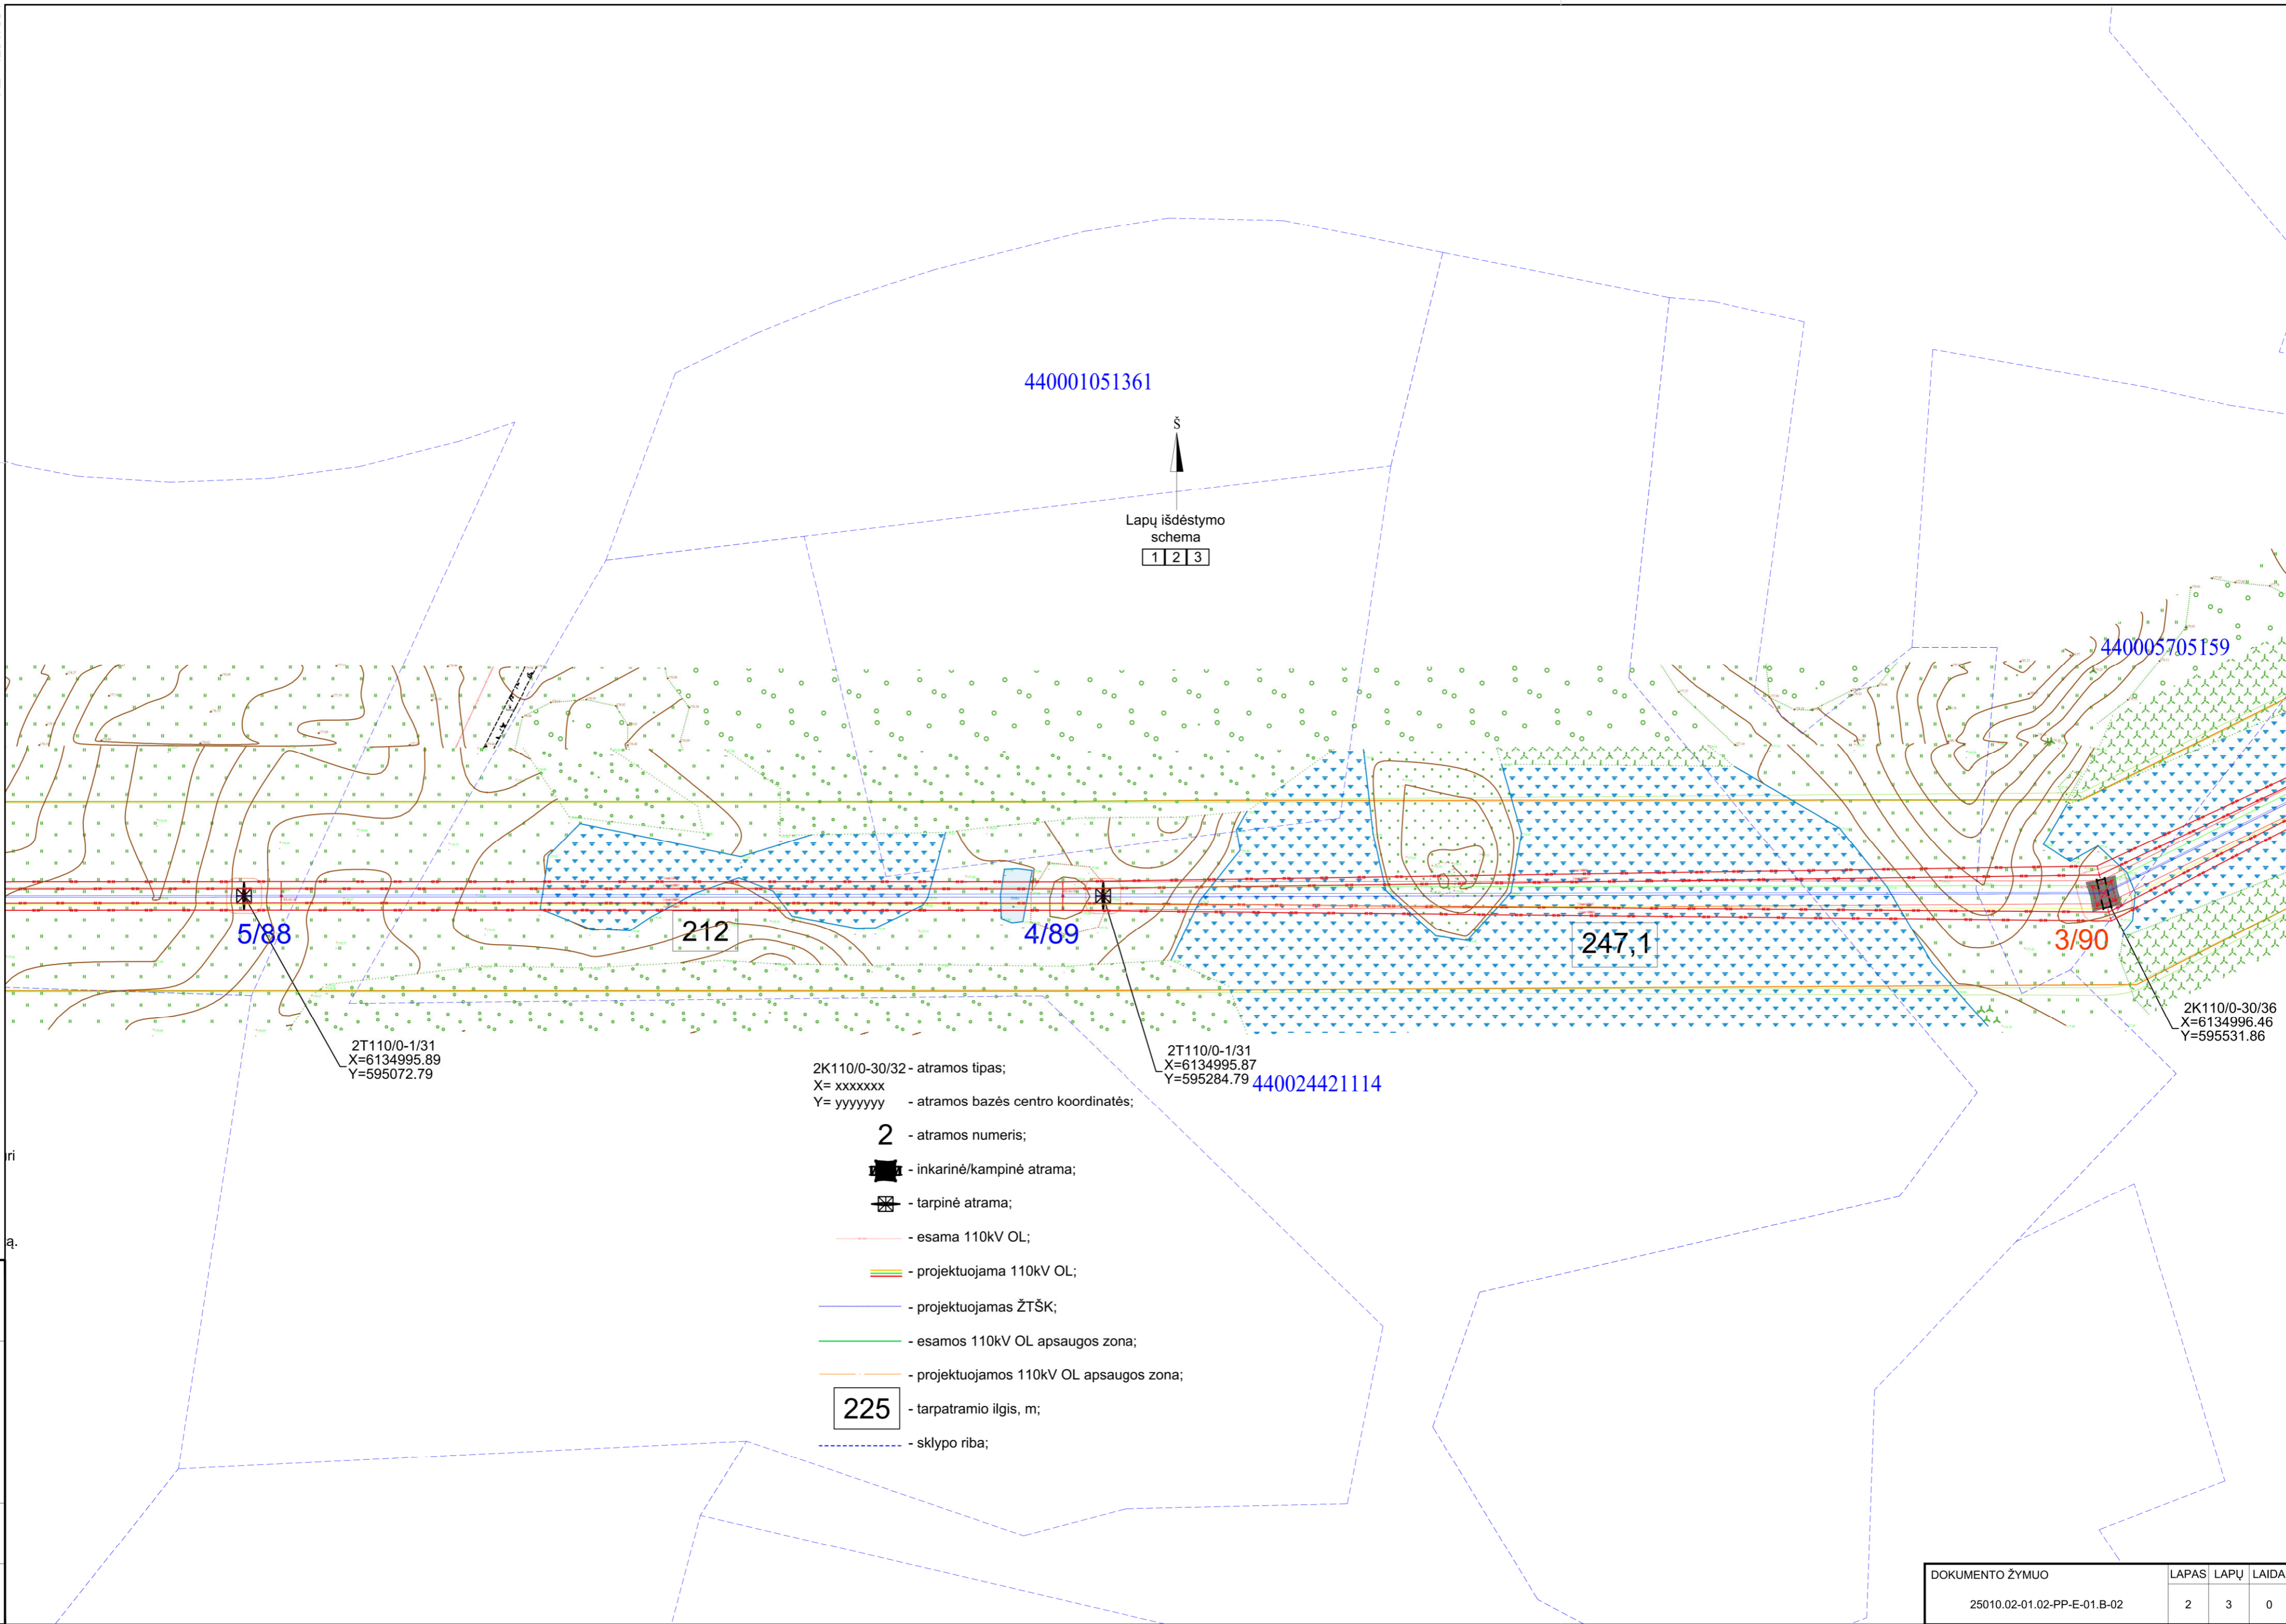 440001051361
Š
Lapų išdėstymo
schema
1 2 3
440005705159
5/88
212
4/89
247,1
3/90
2K110/0-30/36
X=6134996.46
Y=595531.86
2T110/0-1/31
X=6134995.89
Y=595072.79
2T110/0-1/31
X=6134995.87
Y=595284.79
440024421114
2K110/0-30/32 - atramos tipas;
X= xxxxxxx
Y= yyyyyyy - atramos bazės centro koordinatės;
2 - atramos numeris;
- inkarinė/kampinė atrama;
- tarpinė atrama;
- esama 110kV OL;
- projektuojama 110kV OL;
- projektuojamas ŽTŠK;
- esamos 110kV OL apsaugos zona;
- projektuojamos 110kV OL apsaugos zona;
225 - tarpatramio ilgis, m;
- sklypo riba;
ą.
DOKUMENTO ŽYMUO LAPAS LAPŲ LAIDA
25010.02-01.02-PP-E-01.B-02 2 3 0